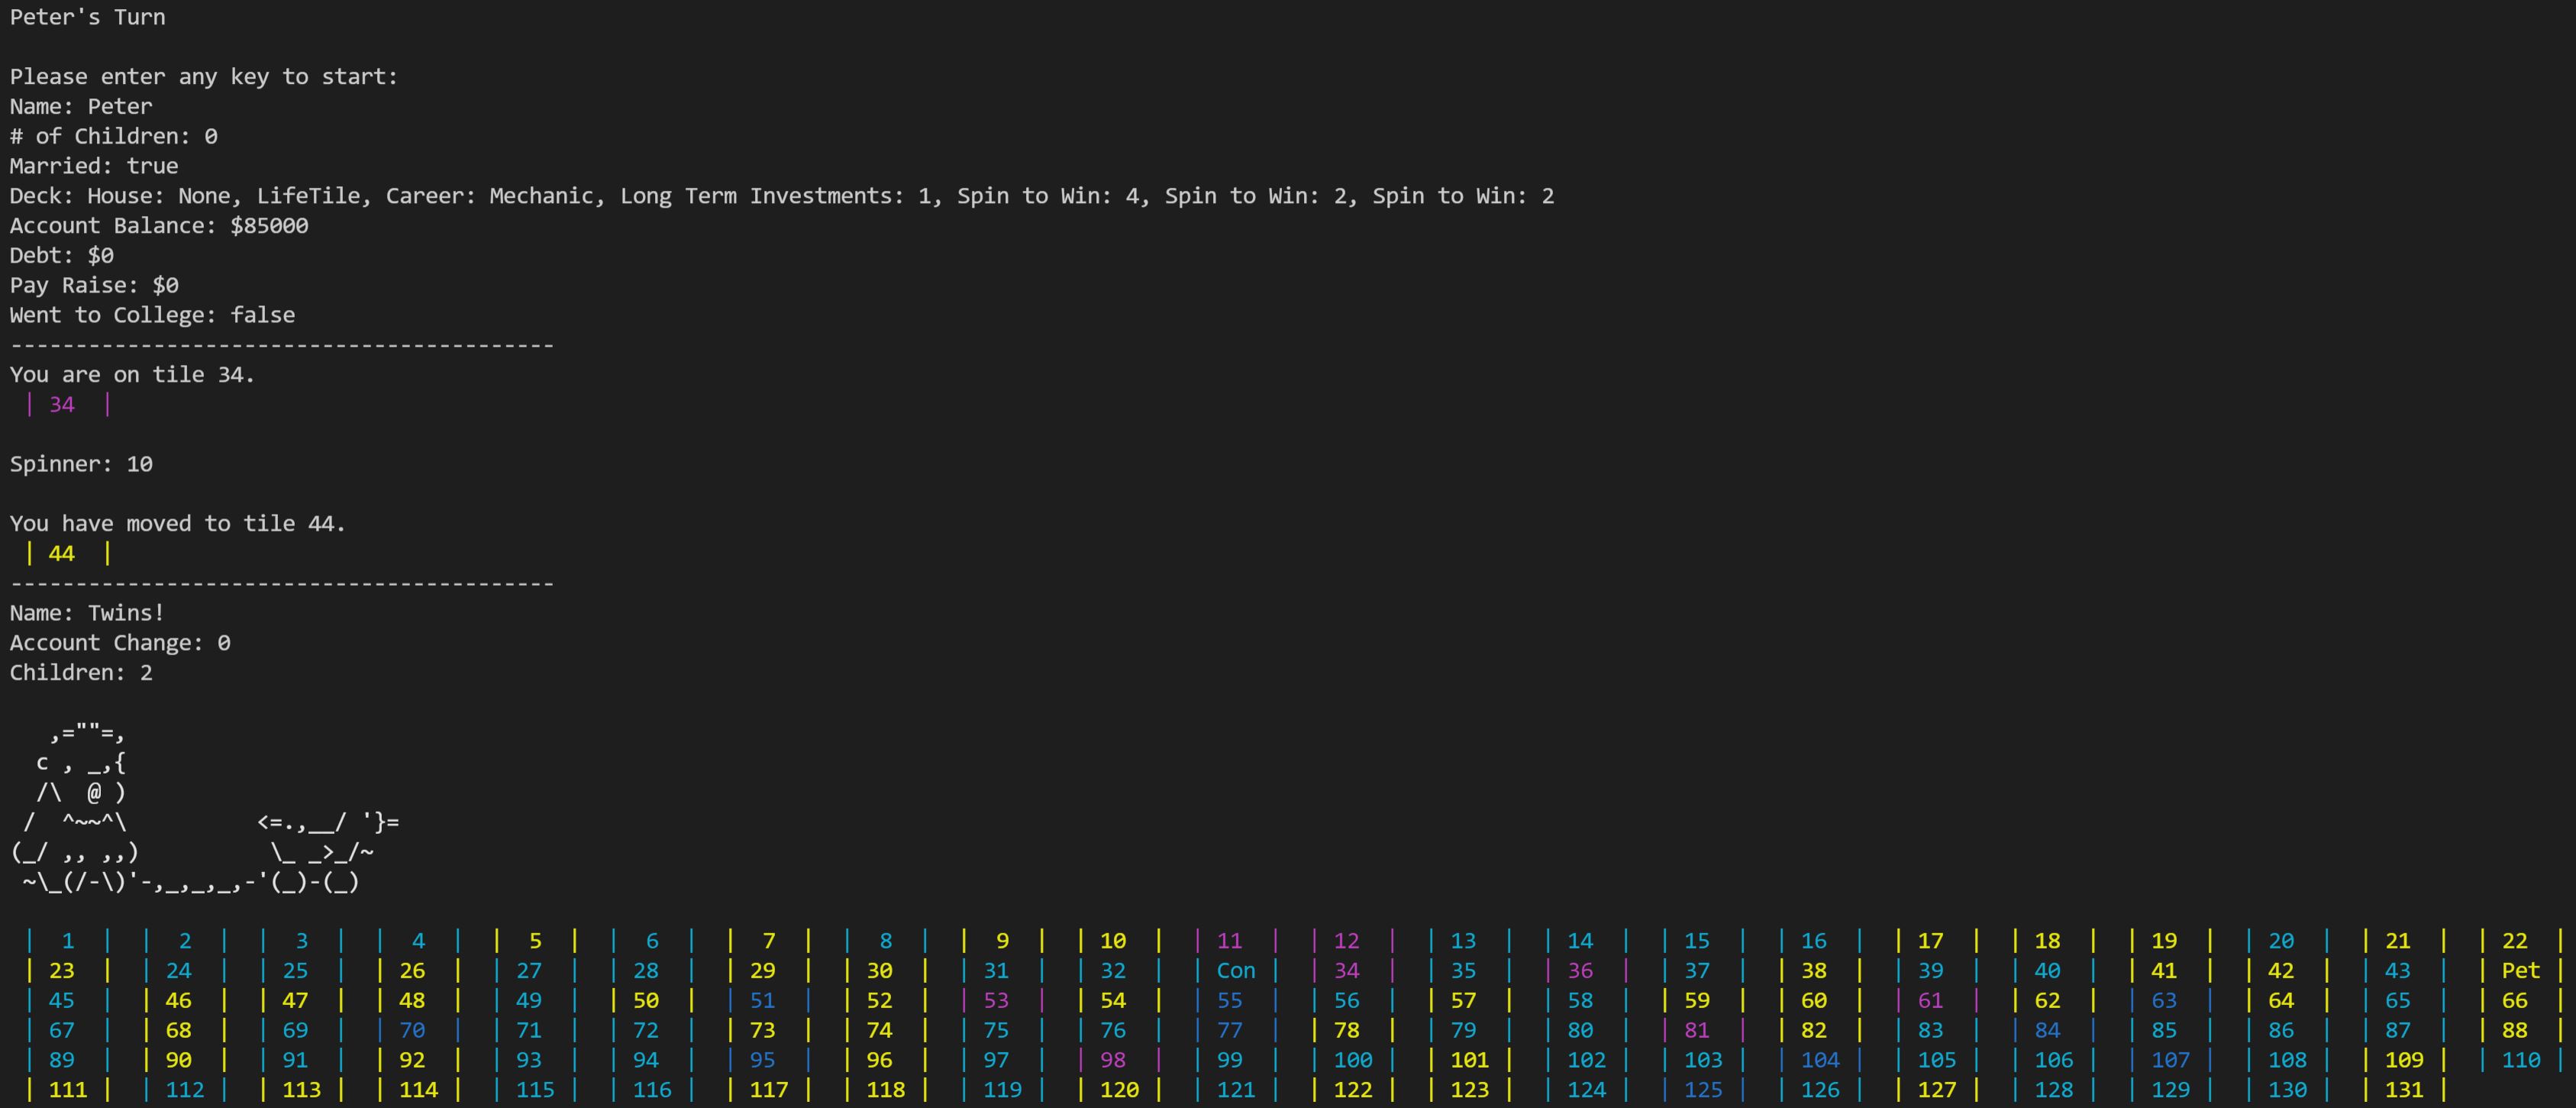 Peter's Turn
Please enter any key to start:
Name: Peter
# of Children: 0
Married: true
Deck: House: None, LifeTile, Career: Mechanic, Long Term Investments: 1, Spin to Win: 4, Spin to Win: 2, Spin to Win: 2
Account Balance: $85000
Debt: $0
Pay Raise: $0
Went to College: false
------------------------------------------
You are on tile 34.
| 34  |
Spinner: 10
You have moved to tile 44.
| 44  |
------------------------------------------
Name: Twins!
Account Change: 0
Children: 2
   ,=""=,
  c , _,{
  /\  @ )
 /  ^~~^\          <=.,__/ '}=
(_/ ,, ,,)          \_ _>_/~
 ~\_(/-\)'-,_,_,_,-'(_)-(_)
|  1  | |  2  | |  3  | |  4  | |  5  | |  6  | |  7  | |  8  | |  9  | | 10  | | 11  | | 12  | | 13  | | 14  | | 15  | | 16  | | 17  | | 18  | | 19  | | 20  | | 21  | | 22  |
| 23  | | 24  | | 25  | | 26  | | 27  | | 28  | | 29  | | 30  | | 31  | | 32  | | Con | | 34  | | 35  | | 36  | | 37  | | 38  | | 39  | | 40  | | 41  | | 42  | | 43  | | Pet |
| 45  | | 46  | | 47  | | 48  | | 49  | | 50  | | 51  | | 52  | | 53  | | 54  | | 55  | | 56  | | 57  | | 58  | | 59  | | 60  | | 61  | | 62  | | 63  | | 64  | | 65  | | 66  |
| 67  | | 68  | | 69  | | 70  | | 71  | | 72  | | 73  | | 74  | | 75  | | 76  | | 77  | | 78  | | 79  | | 80  | | 81  | | 82  | | 83  | | 84  | | 85  | | 86  | | 87  | | 88  |
| 89  | | 90  | | 91  | | 92  | | 93  | | 94  | | 95  | | 96  | | 97  | | 98  | | 99  | | 100 | | 101 | | 102 | | 103 | | 104 | | 105 | | 106 | | 107 | | 108 | | 109 | | 110 |
| 111 | | 112 | | 113 | | 114 | | 115 | | 116 | | 117 | | 118 | | 119 | | 120 | | 121 | | 122 | | 123 | | 124 | | 125 | | 126 | | 127 | | 128 | | 129 | | 130 | | 131 |